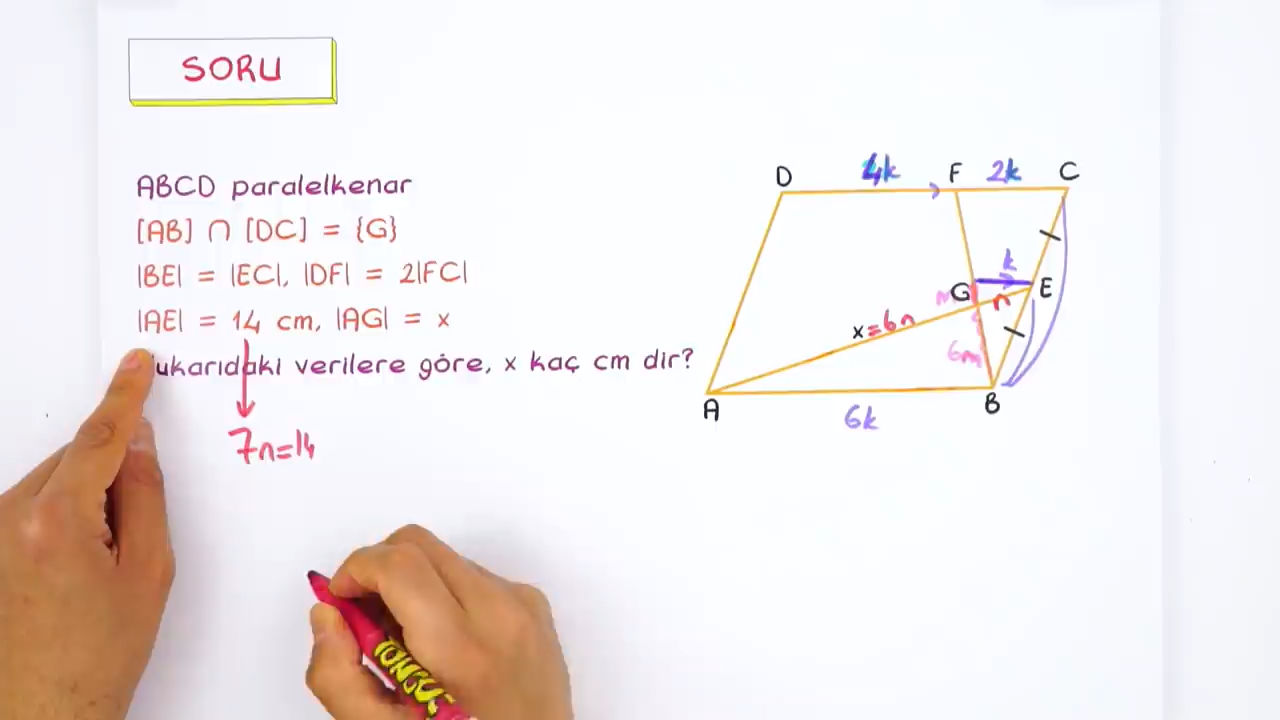 SORU
ABCD paralelkenar
[AB] ∩ [DC] = {G}
|BE| = |EC|, |DF| = 2|FC|
|AE| = 14 cm, |AG| = x
ukarıdaki verilere göre, x kaç cm dir?
7n=14
D 4k F 2k C
k
G E
n
x=6n
6m
A 6k B
TONGUÇ